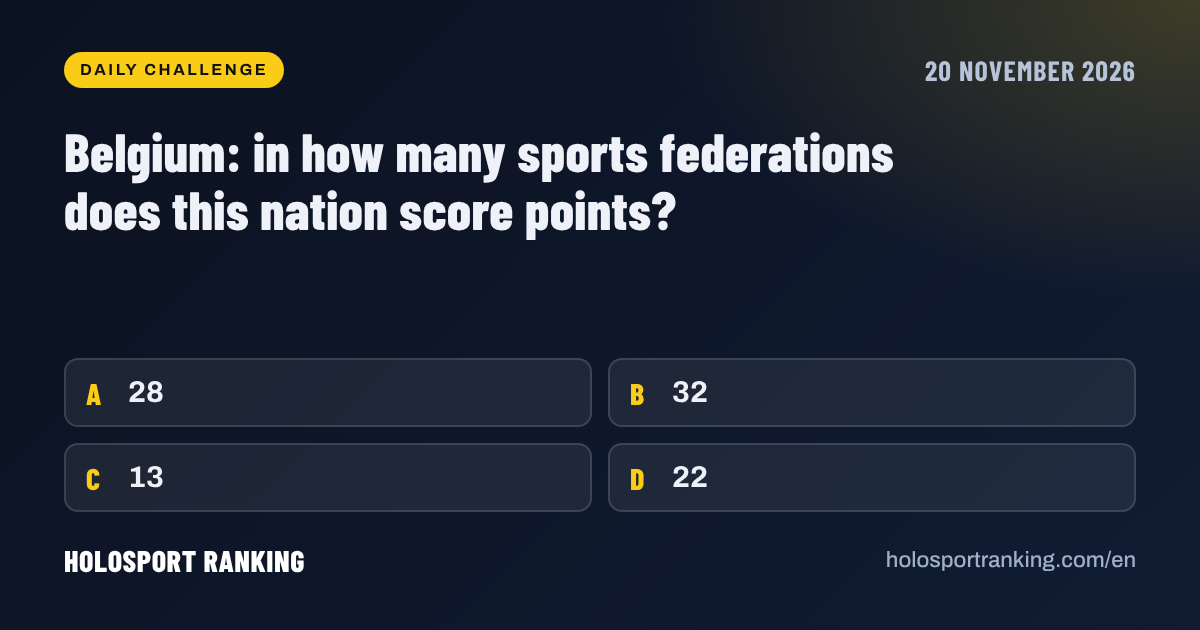 DAILY CHALLENGE
20 NOVEMBER 2026
Belgium: in how many sports federations
does this nation score points?
A 28
B 32
C 13
D 22
HOLOSPORT RANKING
holosportranking.com/en